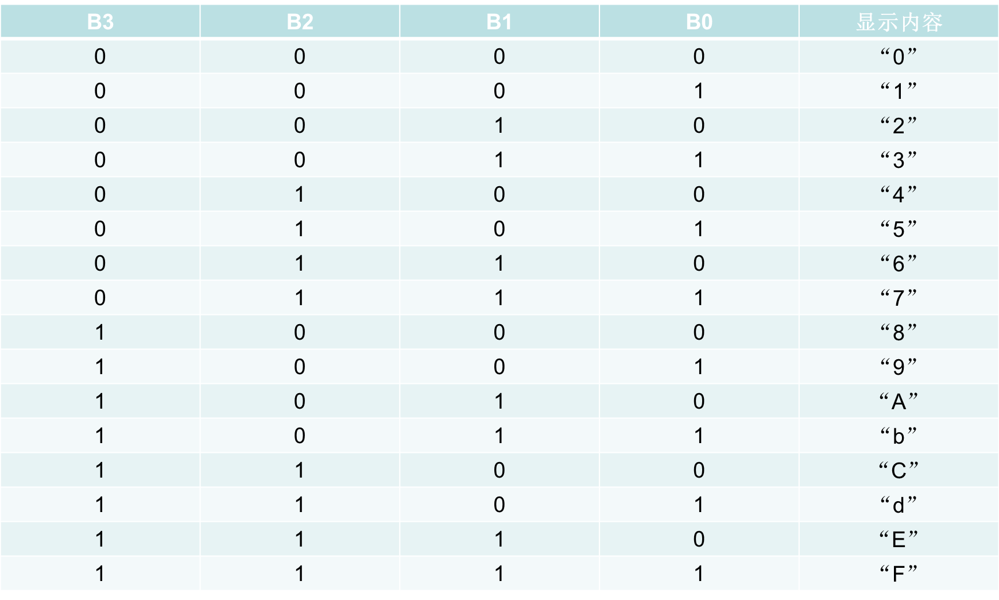 B3 B2 B1 B0 显示内容
0 0 0 0 “0”
0 0 0 1 “1”
0 0 1 0 “2”
0 0 1 1 “3”
0 1 0 0 “4”
0 1 0 1 “5”
0 1 1 0 “6”
0 1 1 1 “7”
1 0 0 0 “8”
1 0 0 1 “9”
1 0 1 0 “A”
1 0 1 1 “b”
1 1 0 0 “C”
1 1 0 1 “d”
1 1 1 0 “E”
1 1 1 1 “F”